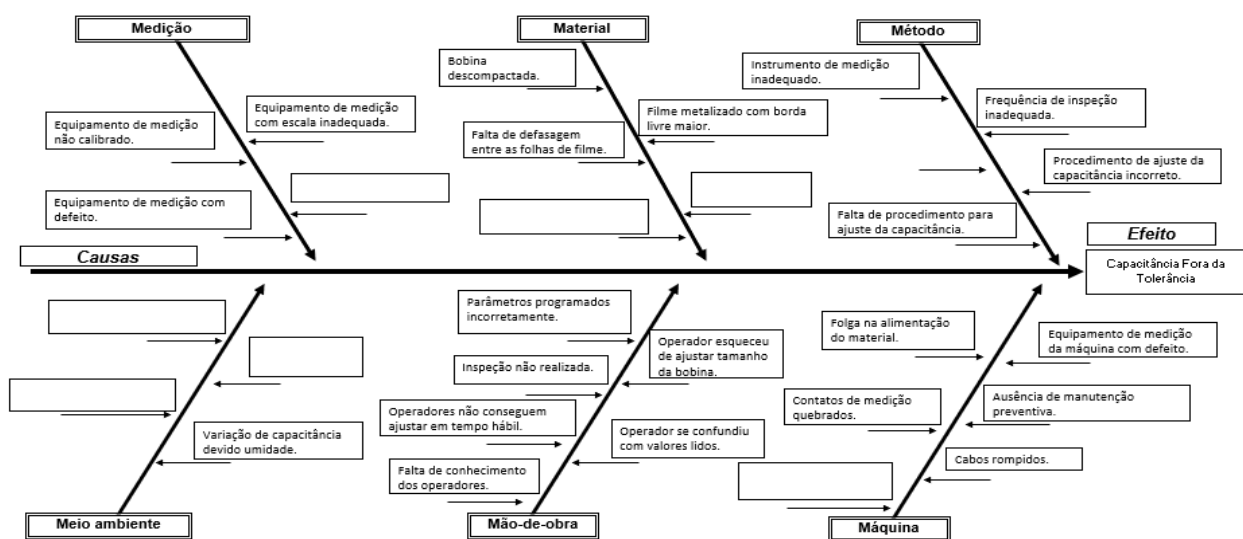 Medição
Material
Método
Bobina
descompactada.
Instrumento de medição
inadequado.
Equipamento de medição
com escala inadequada.
Filme metalizado com borda
livre maior.
Frequência de inspeção
inadequada.
Equipamento de medição
não calibrado.
Falta de defasagem
entre as folhas de filme.
Procedimento de ajuste da
capacitância incorreto.
Equipamento de medição com
defeito.
Falta de procedimento para
ajuste da capacitância.
Causas
Efeito
Capacitância Fora da
Tolerância
Parâmetros programados
incorretamente.
Folga na alimentação
do material.
Equipamento de medição
da máquina com defeito.
Operador esqueceu
de ajustar tamanho
da bobina.
Inspeção não realizada.
Contatos de medição
quebrados.
Ausência de manutenção
preventiva.
Operadores não conseguem
ajustar em tempo hábil.
Variação de capacitância
devido umidade.
Operador se confundiu
com valores lidos.
Cabos rompidos.
Falta de conhecimento
dos operadores.
Meio ambiente
Mão-de-obra
Máquina